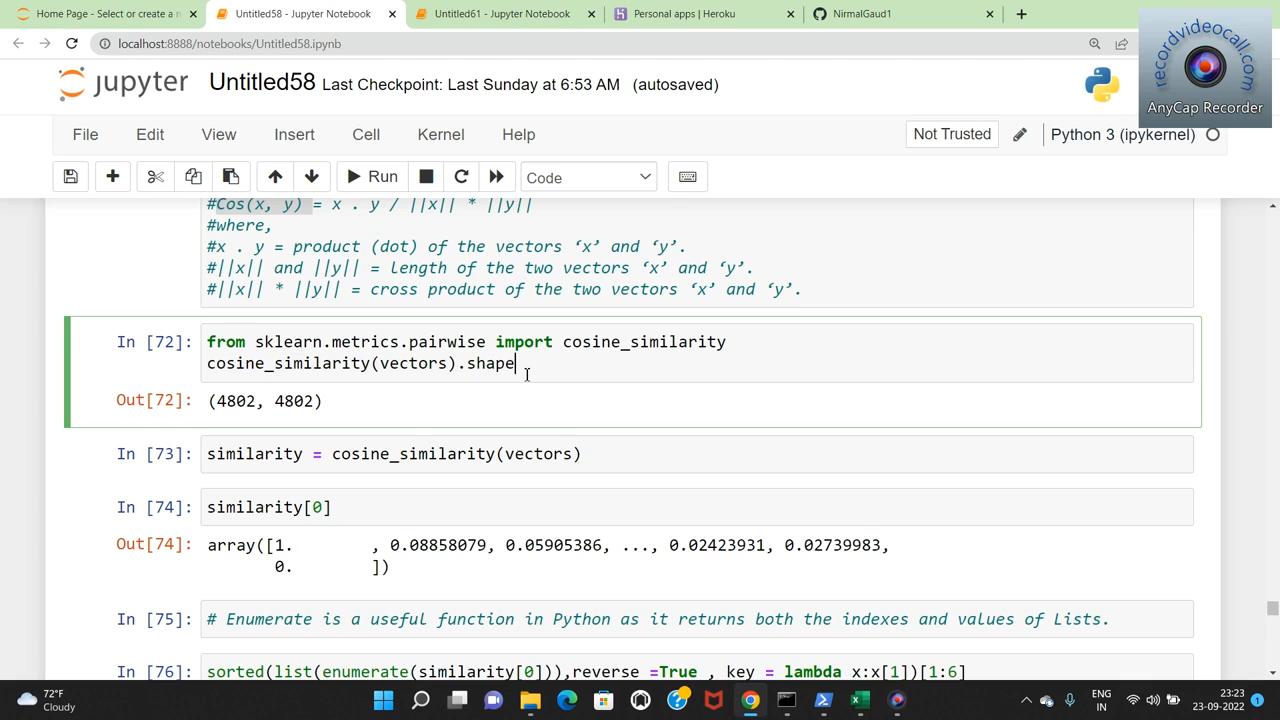 Home Page - Select or create a n
Untitled58 - Jupyter Notebook
Untitled61 - Jupyter Notebook
Personal apps | Heroku
NirmalGaud1
localhost:8888/notebooks/Untitled58.ipynb
recordvideocall.com
AnyCap Recorder
jupyter
Untitled58 Last Checkpoint: Last Sunday at 6:53 AM (autosaved)
File Edit View Insert Cell Kernel Help
Not Trusted
Python 3 (ipykernel)
Run
Code
#Cos(x, y) = x . y / ||x|| * ||y||
#where,
#x . y = product (dot) of the vectors ‘x’ and ‘y’.
#||x|| and ||y|| = length of the two vectors ‘x’ and ‘y’.
#||x|| * ||y|| = cross product of the two vectors ‘x’ and ‘y’.
In [72]: from sklearn.metrics.pairwise import cosine_similarity
cosine_similarity(vectors).shape
Out[72]: (4802, 4802)
In [73]: similarity = cosine_similarity(vectors)
In [74]: similarity[0]
Out[74]: array([1. , 0.08858079, 0.05905386, ..., 0.02423931, 0.02739983,
0. ])
In [75]: # Enumerate is a useful function in Python as it returns both the indexes and values of Lists.
In [76]: sorted(list(enumerate(similarity[0])),reverse =True , key = lambda x:x[1])[1:6]
72°F
Cloudy
ENG
IN
23:23
23-09-2022
1